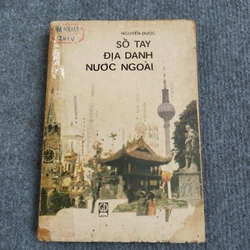 NGUYỄN DƯỢC
SỔ TAY
ĐỊA DANH
NƯỚC NGOÀI